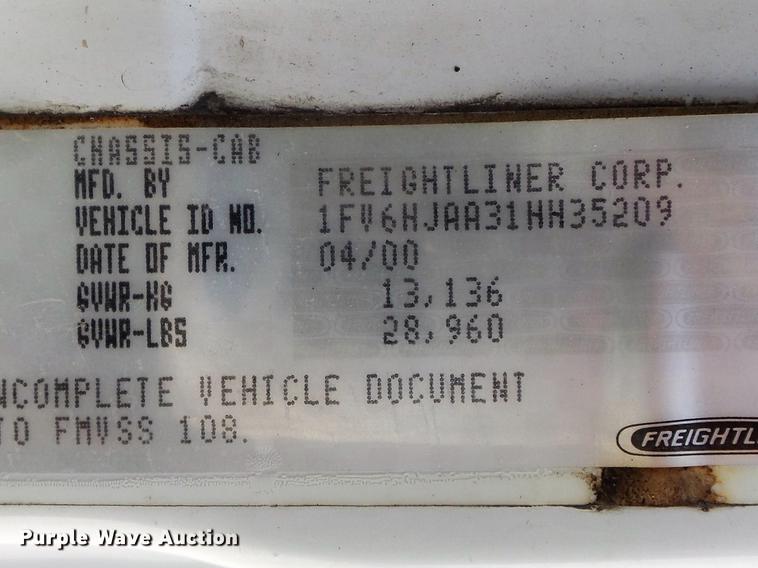 CHASSIS-CAB
MFD. BY FREIGHTLINER CORP.
VEHICLE ID NO. 1FV6HJAA31HH35209
DATE OF MFR. 04/00
GVWR-KG 13,136
GVWR-LBS 28,960
NCOMPLETE VEHICLE DOCUMENT
TO FMVSS 108.
FREIGHTL
Purple Wave Auction